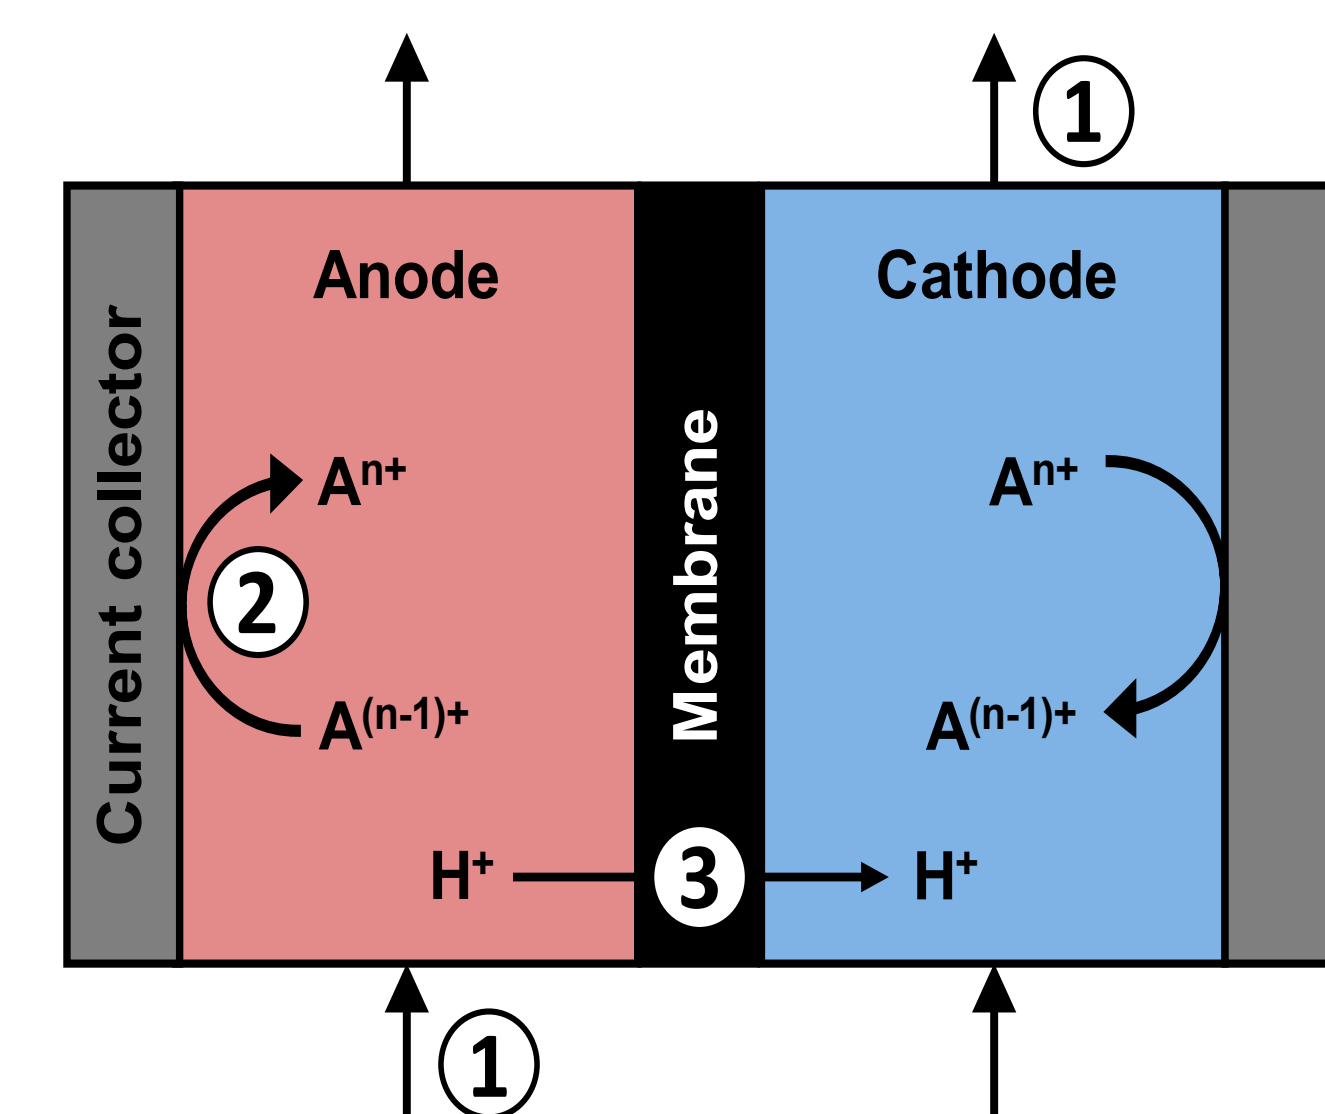 1
Anode
Cathode
Current collector
Membrane
Aⁿ⁺
Aⁿ⁺
2
A⁽ⁿ⁻¹⁾⁺
A⁽ⁿ⁻¹⁾⁺
H⁺
3
H⁺
1